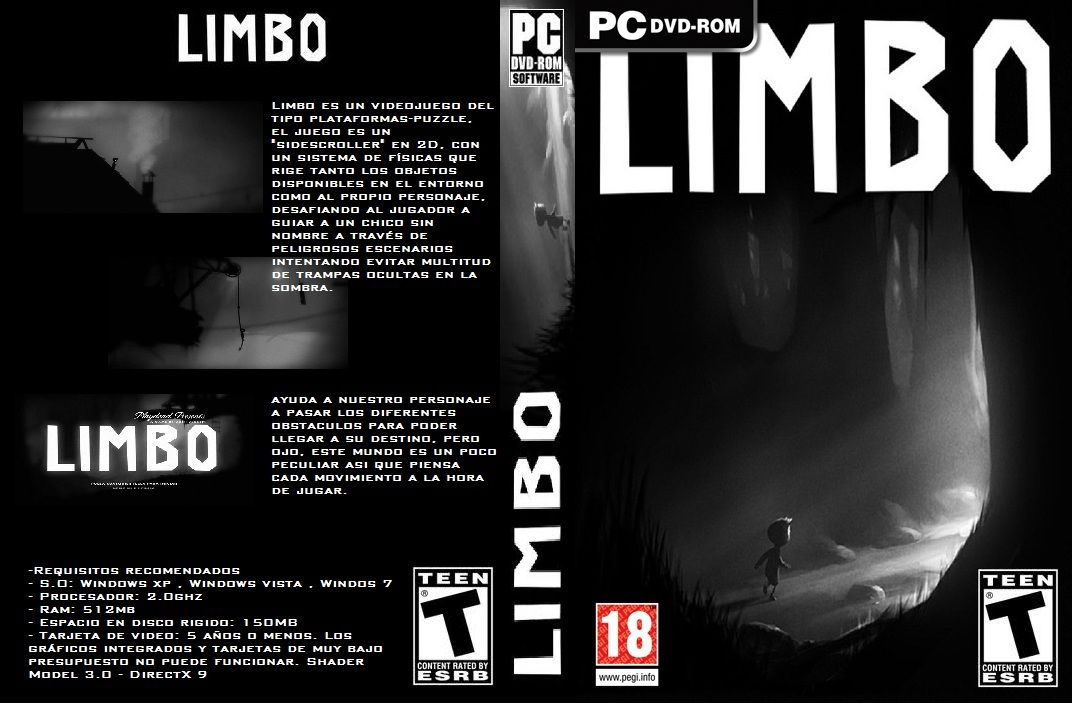 LIMBO
LIMBO ES UN VIDEOJUEGO DEL
TIPO PLATAFORMAS-PUZZLE,
EL JUEGO ES UN
"SIDESCROLLER" EN 2D, CON
UN SISTEMA DE FÍSICAS QUE
RIGE TANTO LOS OBJETOS
DISPONIBLES EN EL ENTORNO
COMO AL PROPIO PERSONAJE,
DESAFIANDO AL JUGADOR A
GUIAR A UN CHICO SIN
NOMBRE A TRAVÉS DE
PELIGROSOS ESCENARIOS
INTENTANDO EVITAR MULTITUD
DE TRAMPAS OCULTAS EN LA
SOMBRA.
Playdead Presents
LIMBO
AYUDA A NUESTRO PERSONAJE
A PASAR LOS DIFERENTES
OBSTACULOS PARA PODER
LLEGAR A SU DESTINO, PERO
OJO, ESTE MUNDO ES UN POCO
PECULIAR ASI QUE PIENSA
CADA MOVIMIENTO A LA HORA
DE JUGAR.
-REQUISITOS RECOMENDADOS
- S.O: WINDOWS XP , WINDOWS VISTA , WINDOS 7
- PROCESADOR: 2.0GHZ
- RAM: 512MB
- ESPACIO EN DISCO RIGIDO: 150MB
- TARJETA DE VIDEO: 5 AÑOS O MENOS. LOS
GRÁFICOS INTEGRADOS Y TARJETAS DE MUY BAJO
PRESUPUESTO NO PUEDE FUNCIONAR. SHADER
MODEL 3.0 - DIRECTX 9
TEEN
T
®
CONTENT RATED BY
ESRB
PC
DVD-ROM
SOFTWARE
LIMBO
PC DVD-ROM
LIMBO
18
www.pegi.info
TEEN
T
®
CONTENT RATED BY
ESRB